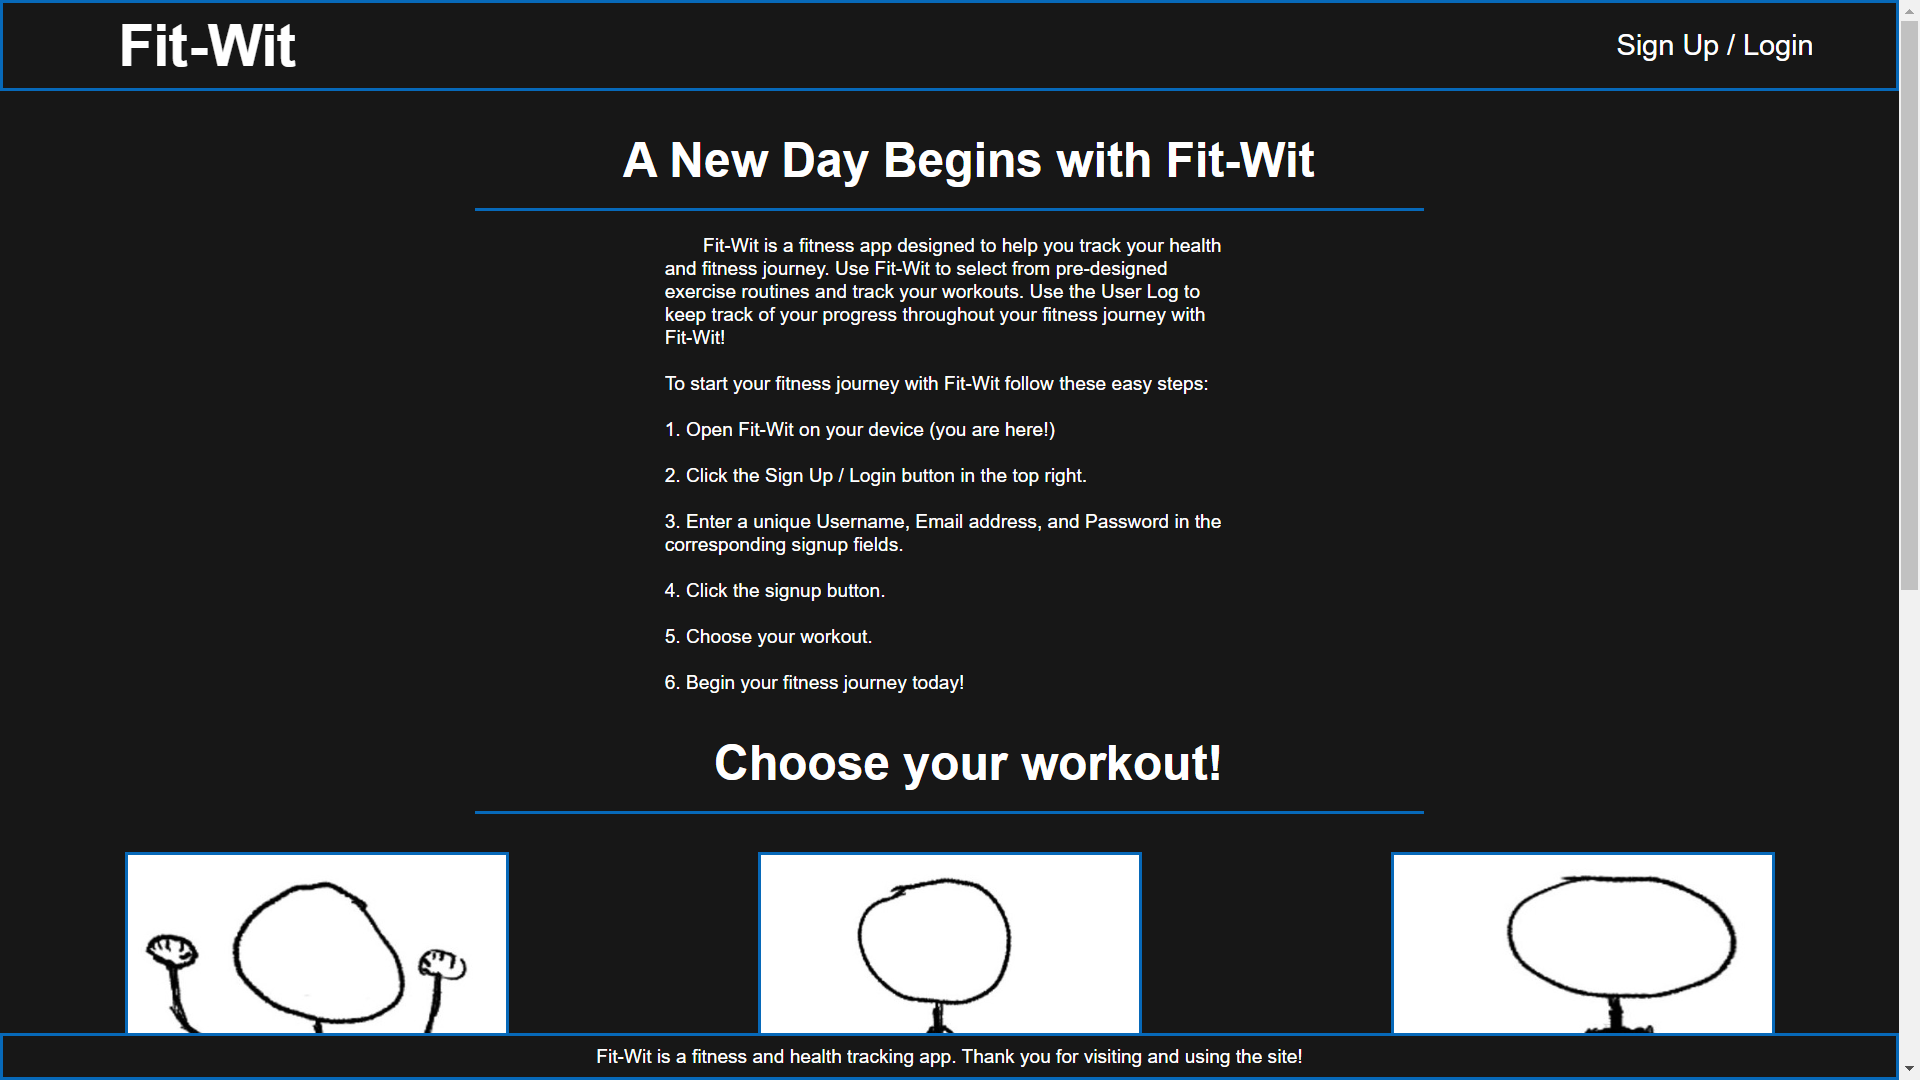 Fit-Wit
Sign Up / Login
A New Day Begins with Fit-Wit
Fit-Wit is a fitness app designed to help you track your health
and fitness journey. Use Fit-Wit to select from pre-designed
exercise routines and track your workouts. Use the User Log to
keep track of your progress throughout your fitness journey with
Fit-Wit!
To start your fitness journey with Fit-Wit follow these easy steps:
1. Open Fit-Wit on your device (you are here!)
2. Click the Sign Up / Login button in the top right.
3. Enter a unique Username, Email address, and Password in the
corresponding signup fields.
4. Click the signup button.
5. Choose your workout.
6. Begin your fitness journey today!
Choose your workout!
Fit-Wit is a fitness and health tracking app. Thank you for visiting and using the site!